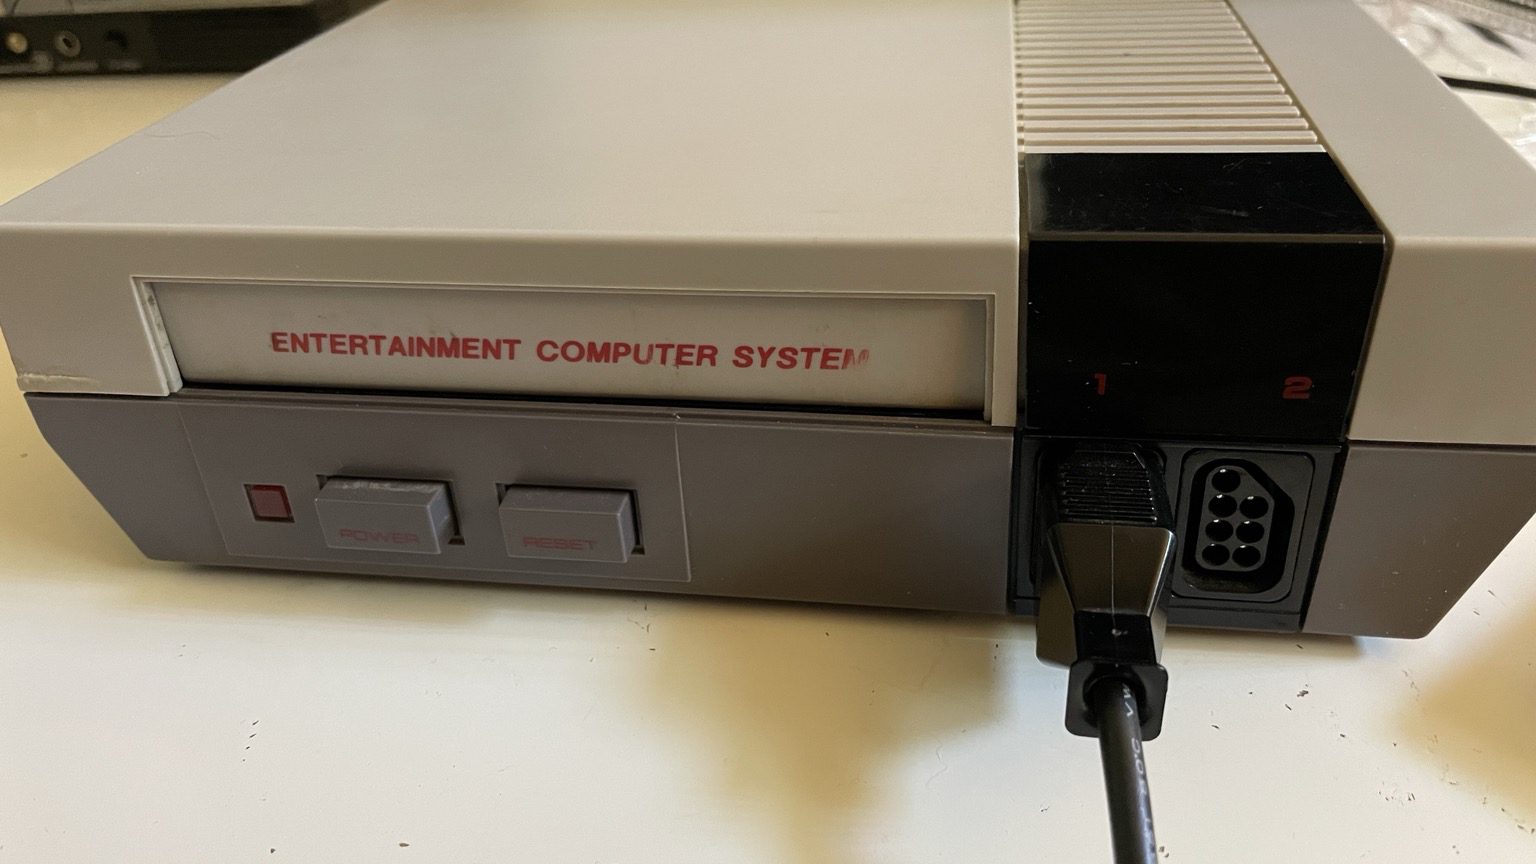 ENTERTAINMENT COMPUTER SYSTEM
1 2
POWER RESET